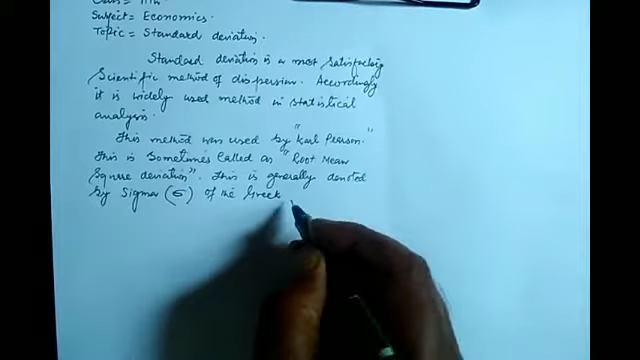 Class = 11th
Subject = Economics.
Topic = Standard deviation.
Standard deviation is a most satisfactory
Scientific method of dispersion. Accordingly
it is widely used method in statistical
analysis.
This method was used by "Karl Pearson."
This is Sometimes called as "Root Mean
Square deviation". This is generally denoted
by Sigma (σ) of the Greek